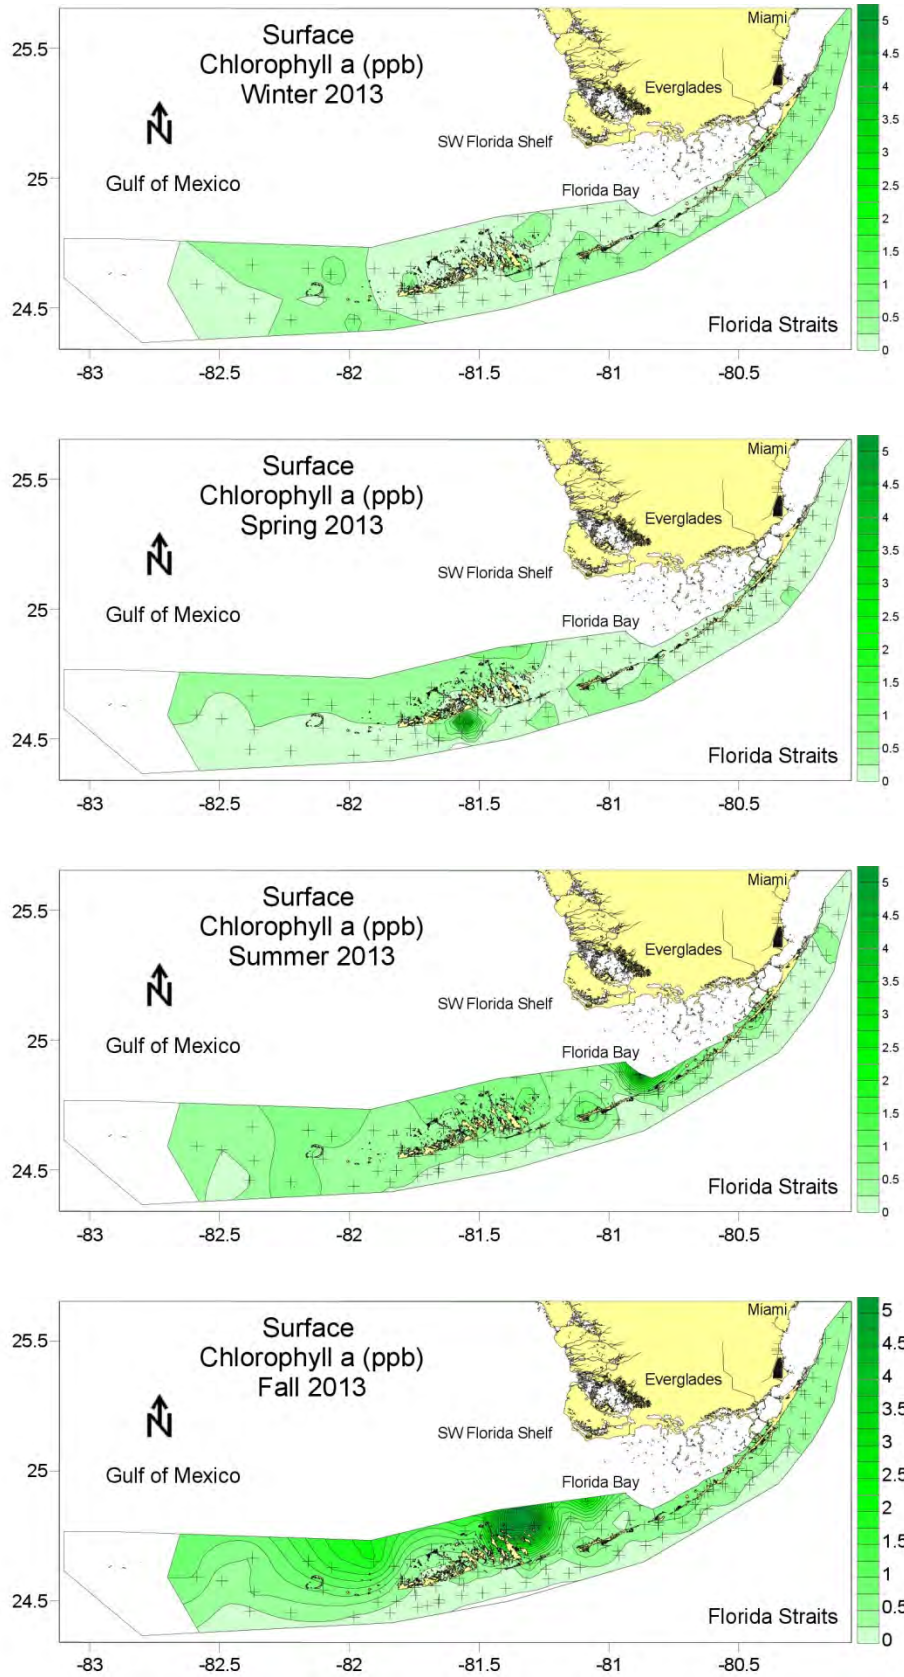 Surface
Chlorophyll a (ppb)
Winter 2013
N
Gulf of Mexico
SW Florida Shelf
Everglades
Miami
Florida Bay
Florida Straits
25.5
25
24.5
-83
-82.5
-82
-81.5
-81
-80.5
5
4.5
4
3.5
3
2.5
2
1.5
1
0.5
0
Surface
Chlorophyll a (ppb)
Spring 2013
N
Gulf of Mexico
SW Florida Shelf
Everglades
Miami
Florida Bay
Florida Straits
25.5
25
24.5
-83
-82.5
-82
-81.5
-81
-80.5
5
4.5
4
3.5
3
2.5
2
1.5
1
0.5
0
Surface
Chlorophyll a (ppb)
Summer 2013
N
Gulf of Mexico
SW Florida Shelf
Everglades
Miami
Florida Bay
Florida Straits
25.5
25
24.5
-83
-82.5
-82
-81.5
-81
-80.5
5
4.5
4
3.5
3
2.5
2
1.5
1
0.5
0
Surface
Chlorophyll a (ppb)
Fall 2013
N
Gulf of Mexico
SW Florida Shelf
Everglades
Miami
Florida Bay
Florida Straits
25.5
25
24.5
-83
-82.5
-82
-81.5
-81
-80.5
5
4.5
4
3.5
3
2.5
2
1.5
1
0.5
0